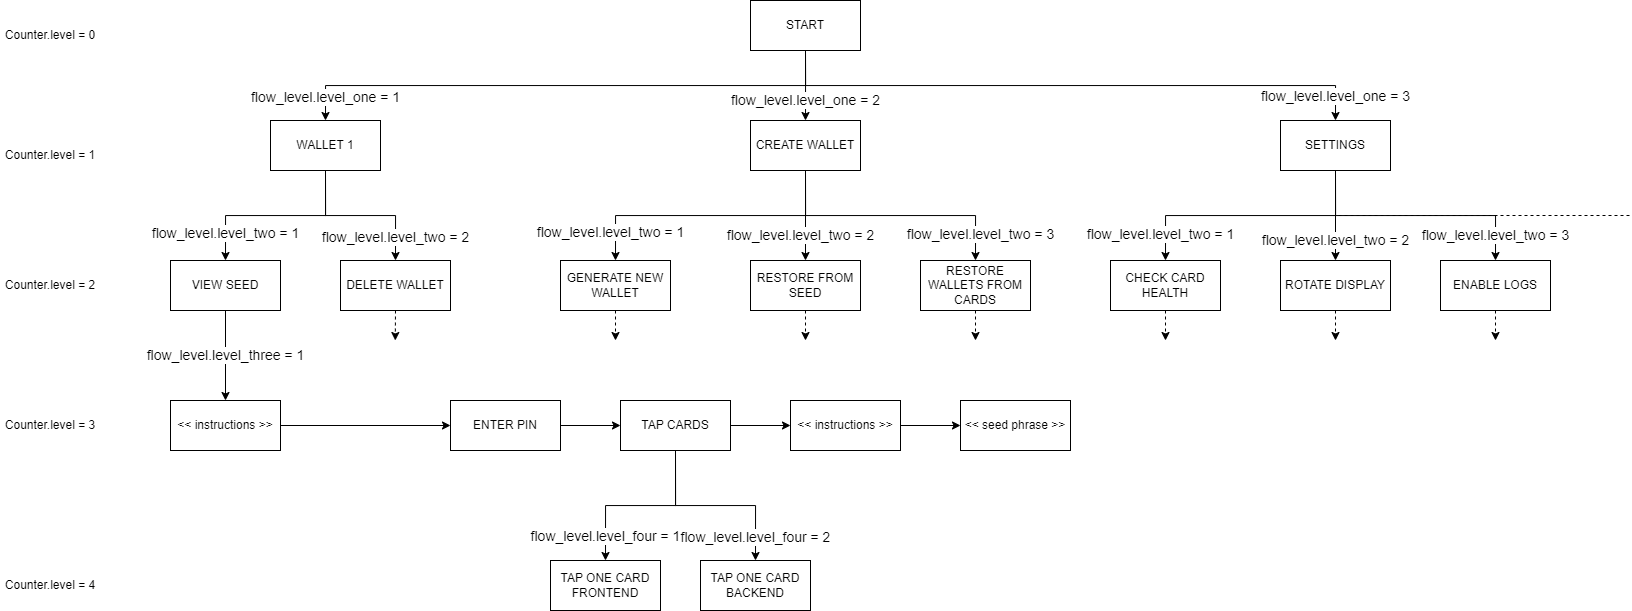 START
Counter.level = 0
flow_level.level_one = 1
flow_level.level_one = 2
flow_level.level_one = 3
Counter.level = 1
WALLET 1
CREATE WALLET
SETTINGS
flow_level.level_two = 1
flow_level.level_two = 2
flow_level.level_two = 1
flow_level.level_two = 2
flow_level.level_two = 3
flow_level.level_two = 1
flow_level.level_two = 2
flow_level.level_two = 3
Counter.level = 2
VIEW SEED
DELETE WALLET
GENERATE NEW
WALLET
RESTORE FROM
SEED
RESTORE
WALLETS FROM
CARDS
CHECK CARD
HEALTH
ROTATE DISPLAY
ENABLE LOGS
flow_level.level_three = 1
Counter.level = 3
<< instructions >>
ENTER PIN
TAP CARDS
<< instructions >>
<< seed phrase >>
flow_level.level_four = 1
flow_level.level_four = 2
Counter.level = 4
TAP ONE CARD
FRONTEND
TAP ONE CARD
BACKEND